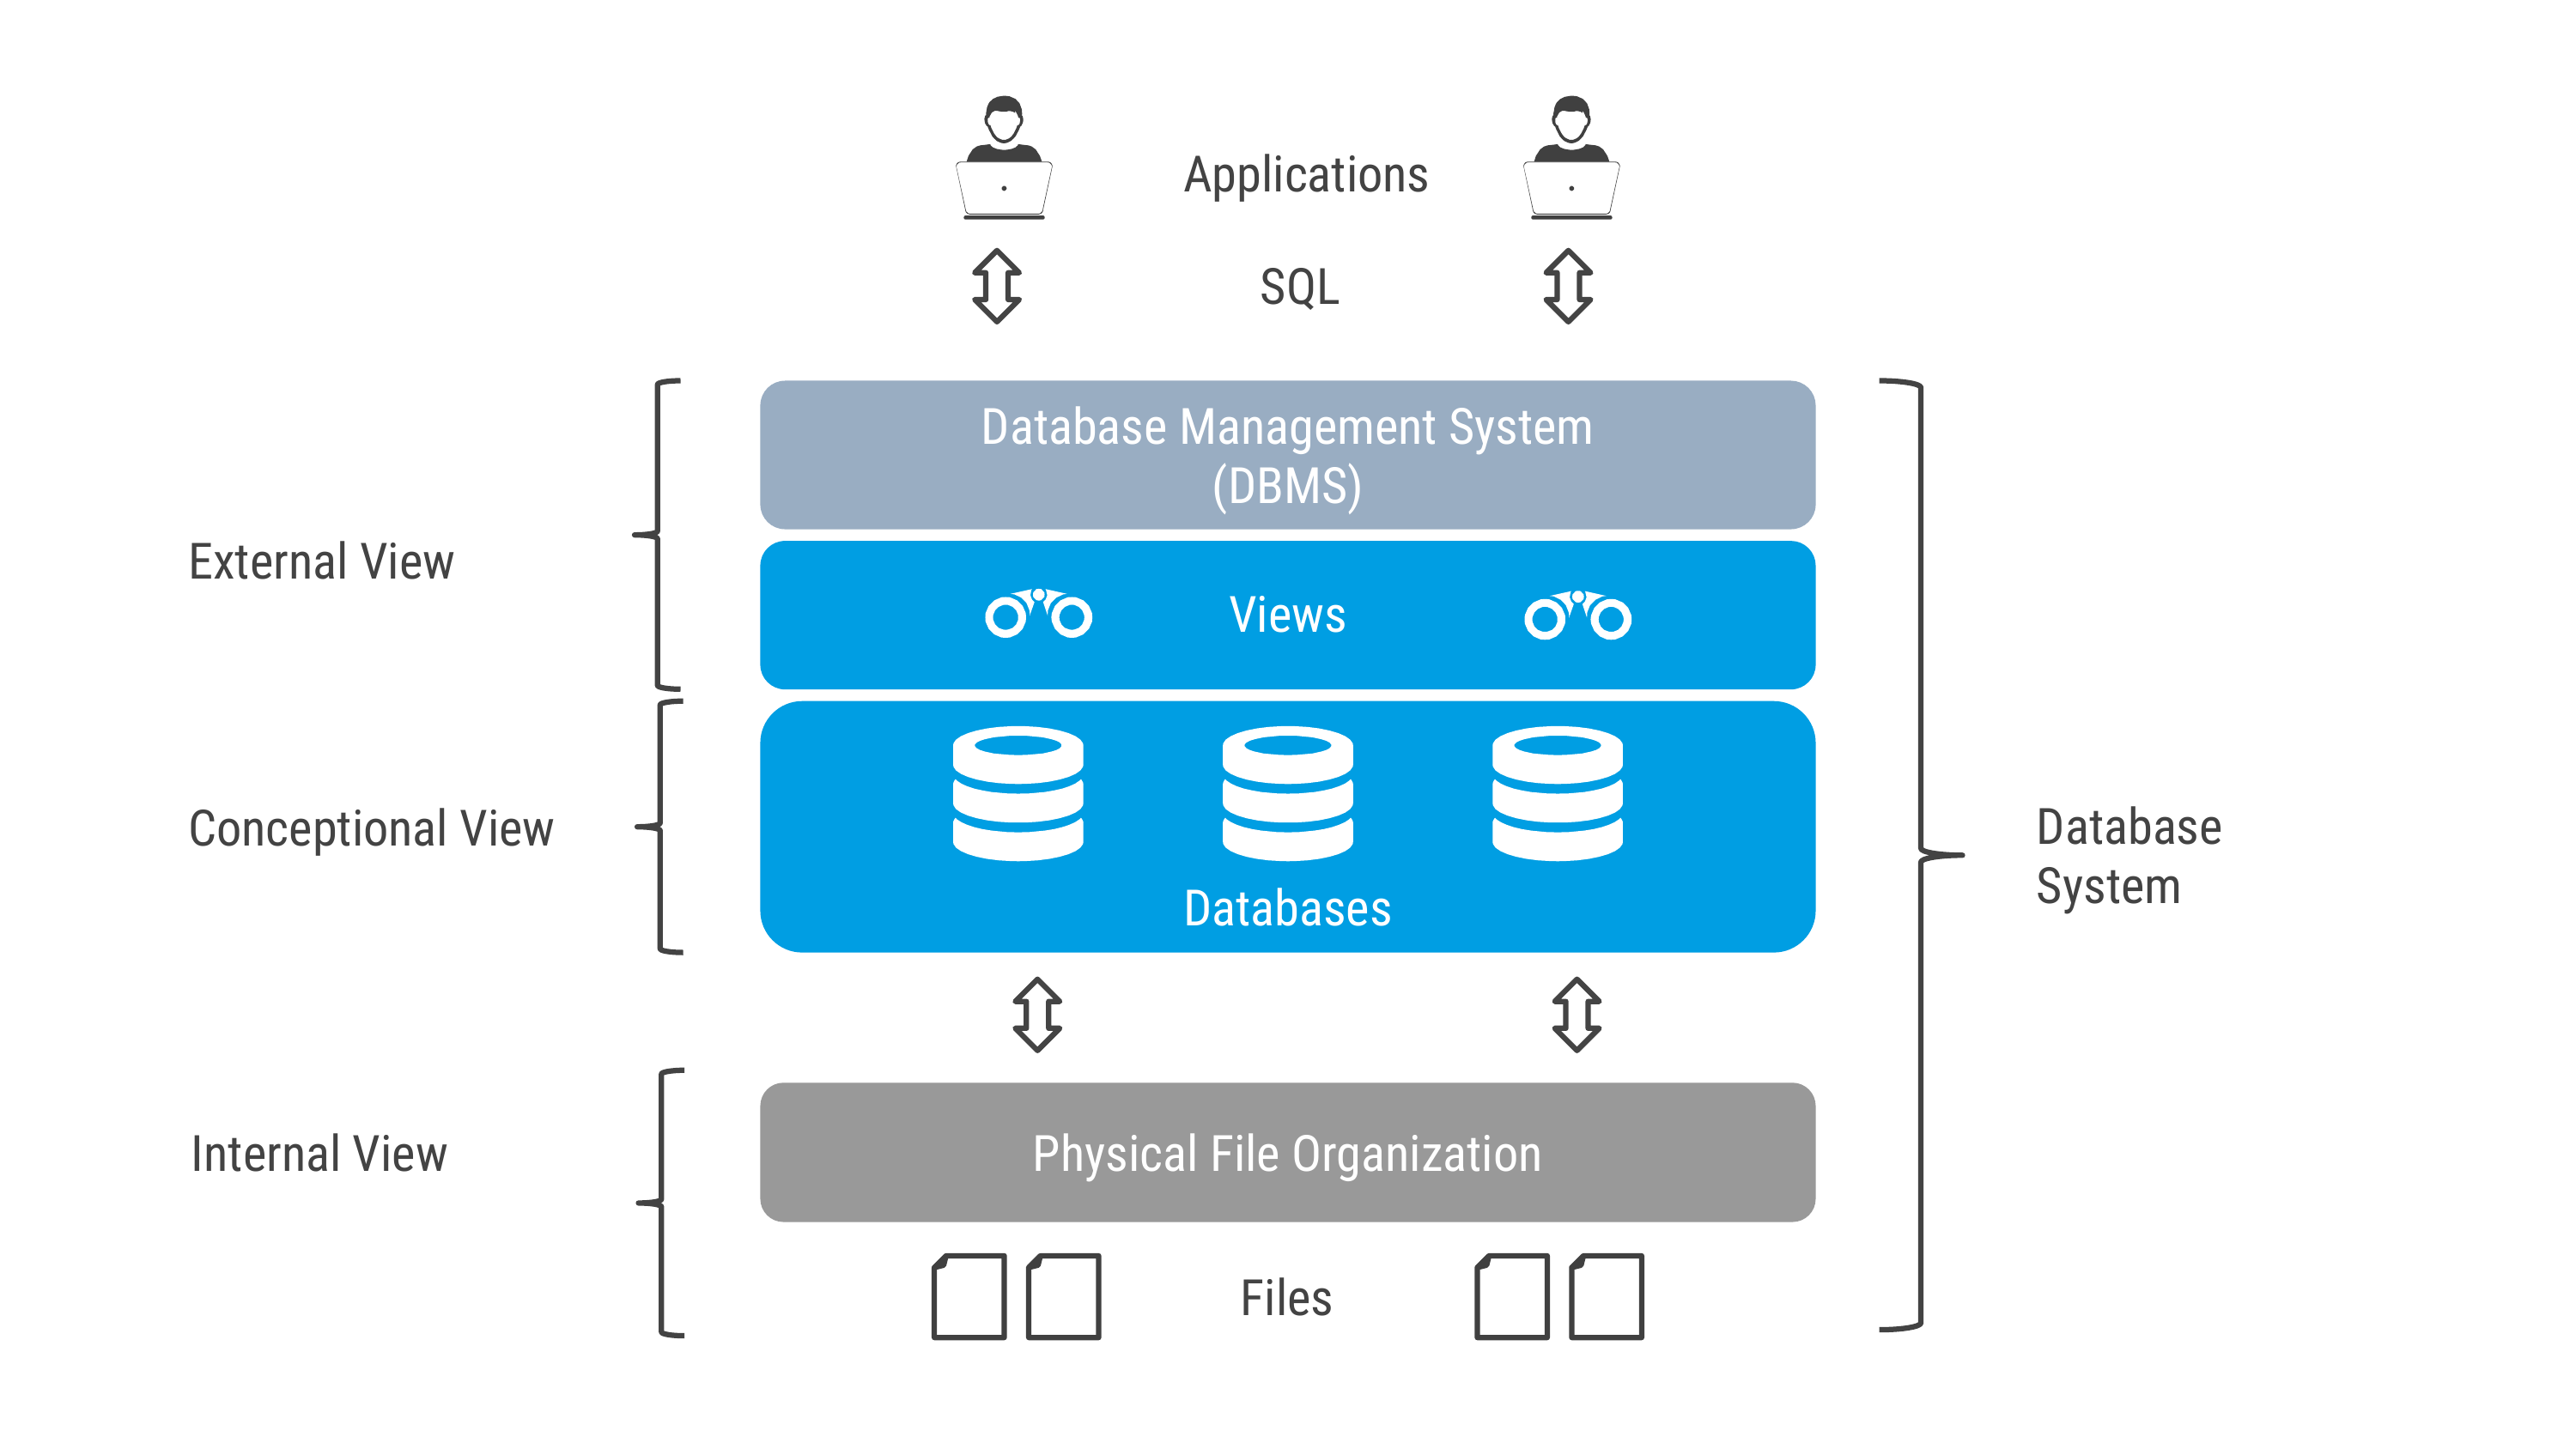 Applications
SQL
Database Management System
(DBMS)
External View
Views
Conceptional View
Databases
Database
System
Internal View
Physical File Organization
Files